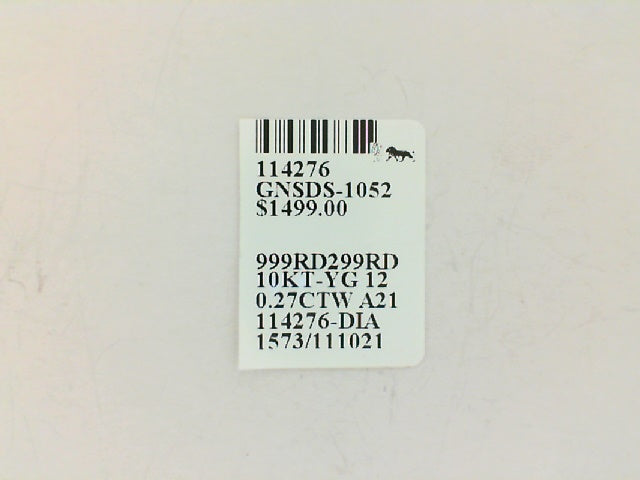 114276
GNSDS-1052
$1499.00
999RD299RD
10KT-YG 12
0.27CTW A21
114276-DIA
1573/111021